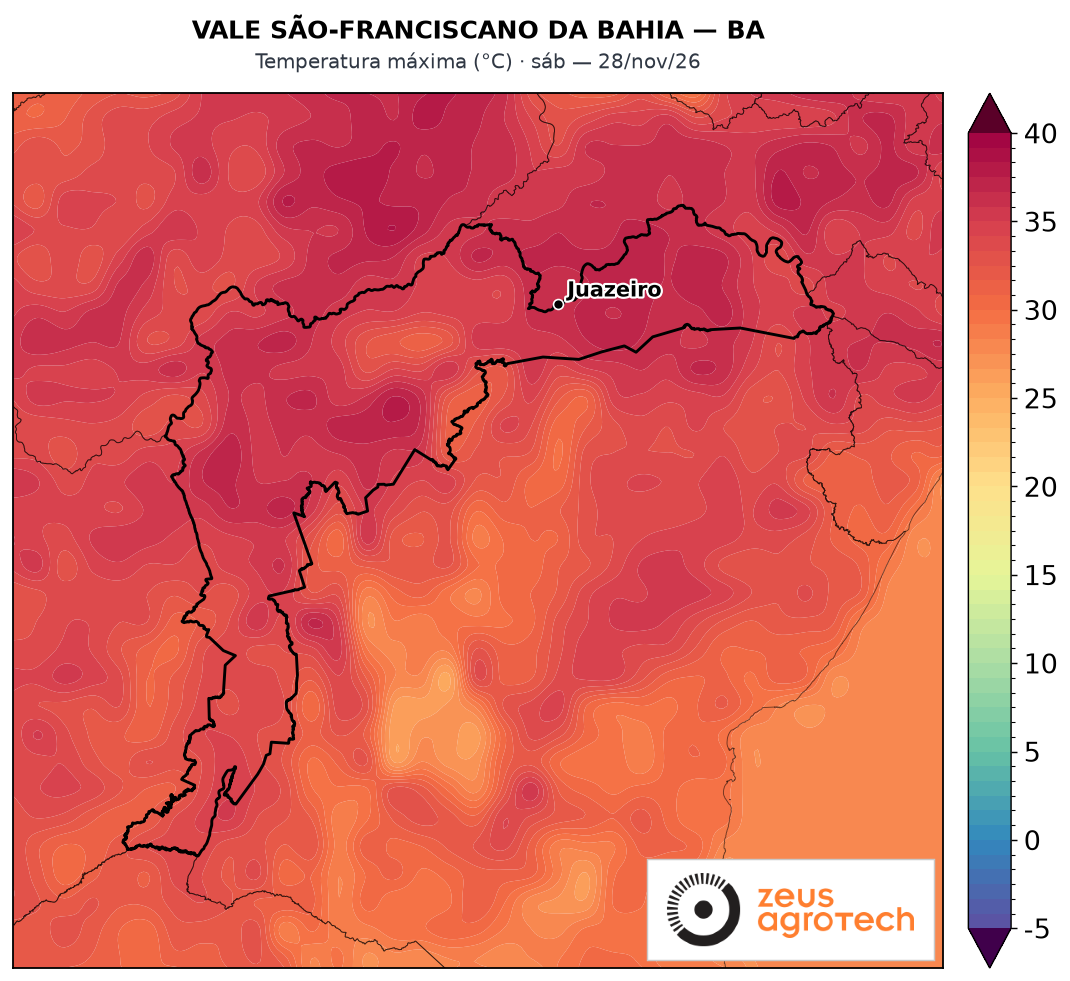 VALE SÃO-FRANCISCANO DA BAHIA — BA
Temperatura máxima (°C) · sáb — 28/nov/26
Juazeiro
40
35
30
25
20
15
10
5
0
-5
zeus
agrotech